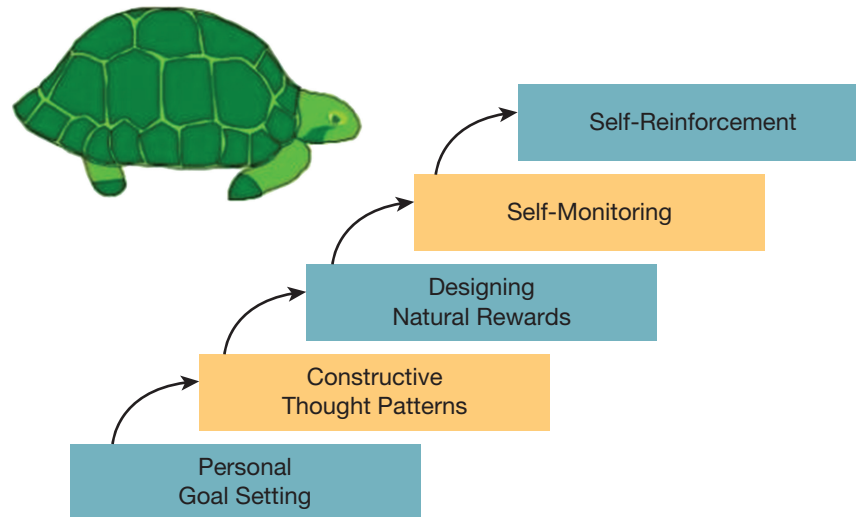 Self-Reinforcement
Self-Monitoring
Designing
Natural Rewards
Constructive
Thought Patterns
Personal
Goal Setting